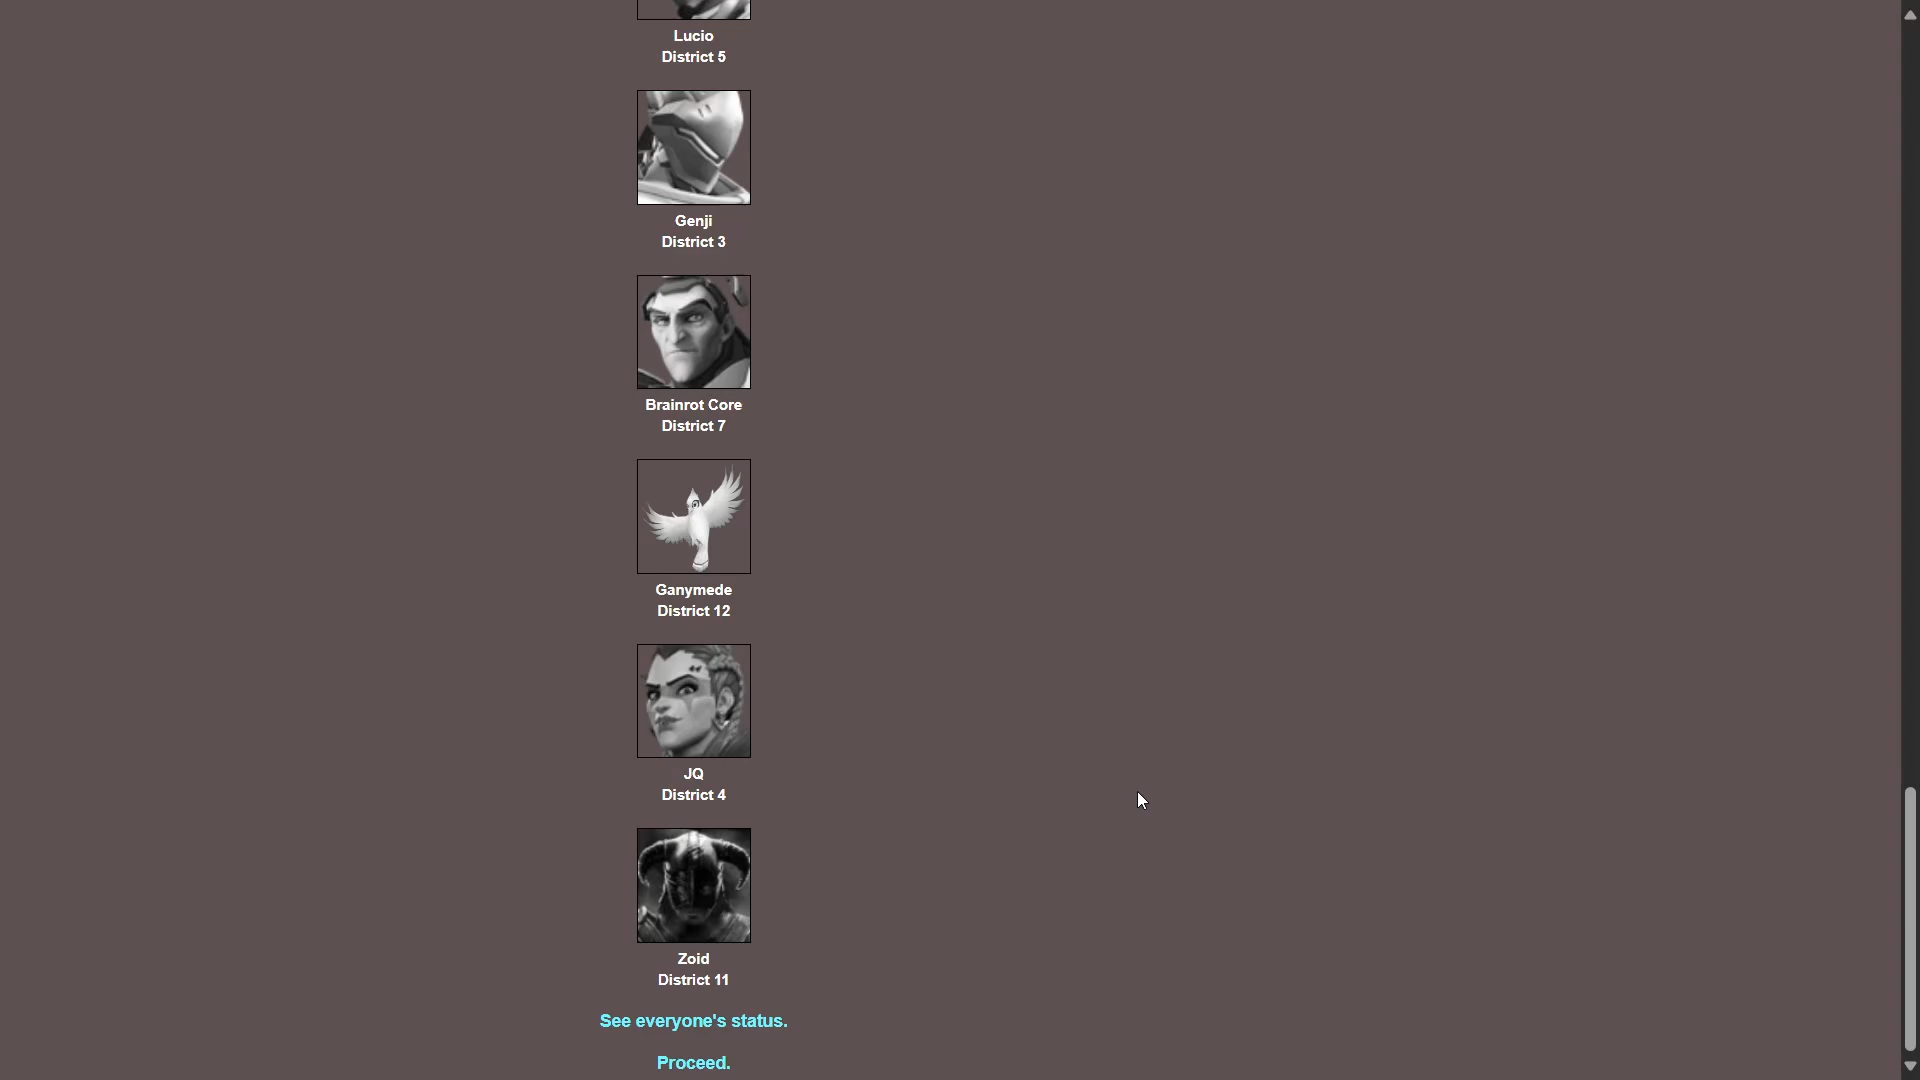 Lucio
District 5
Genji
District 3
Brainrot Core
District 7
Ganymede
District 12
JQ
District 4
Zoid
District 11
See everyone's status.
Proceed.